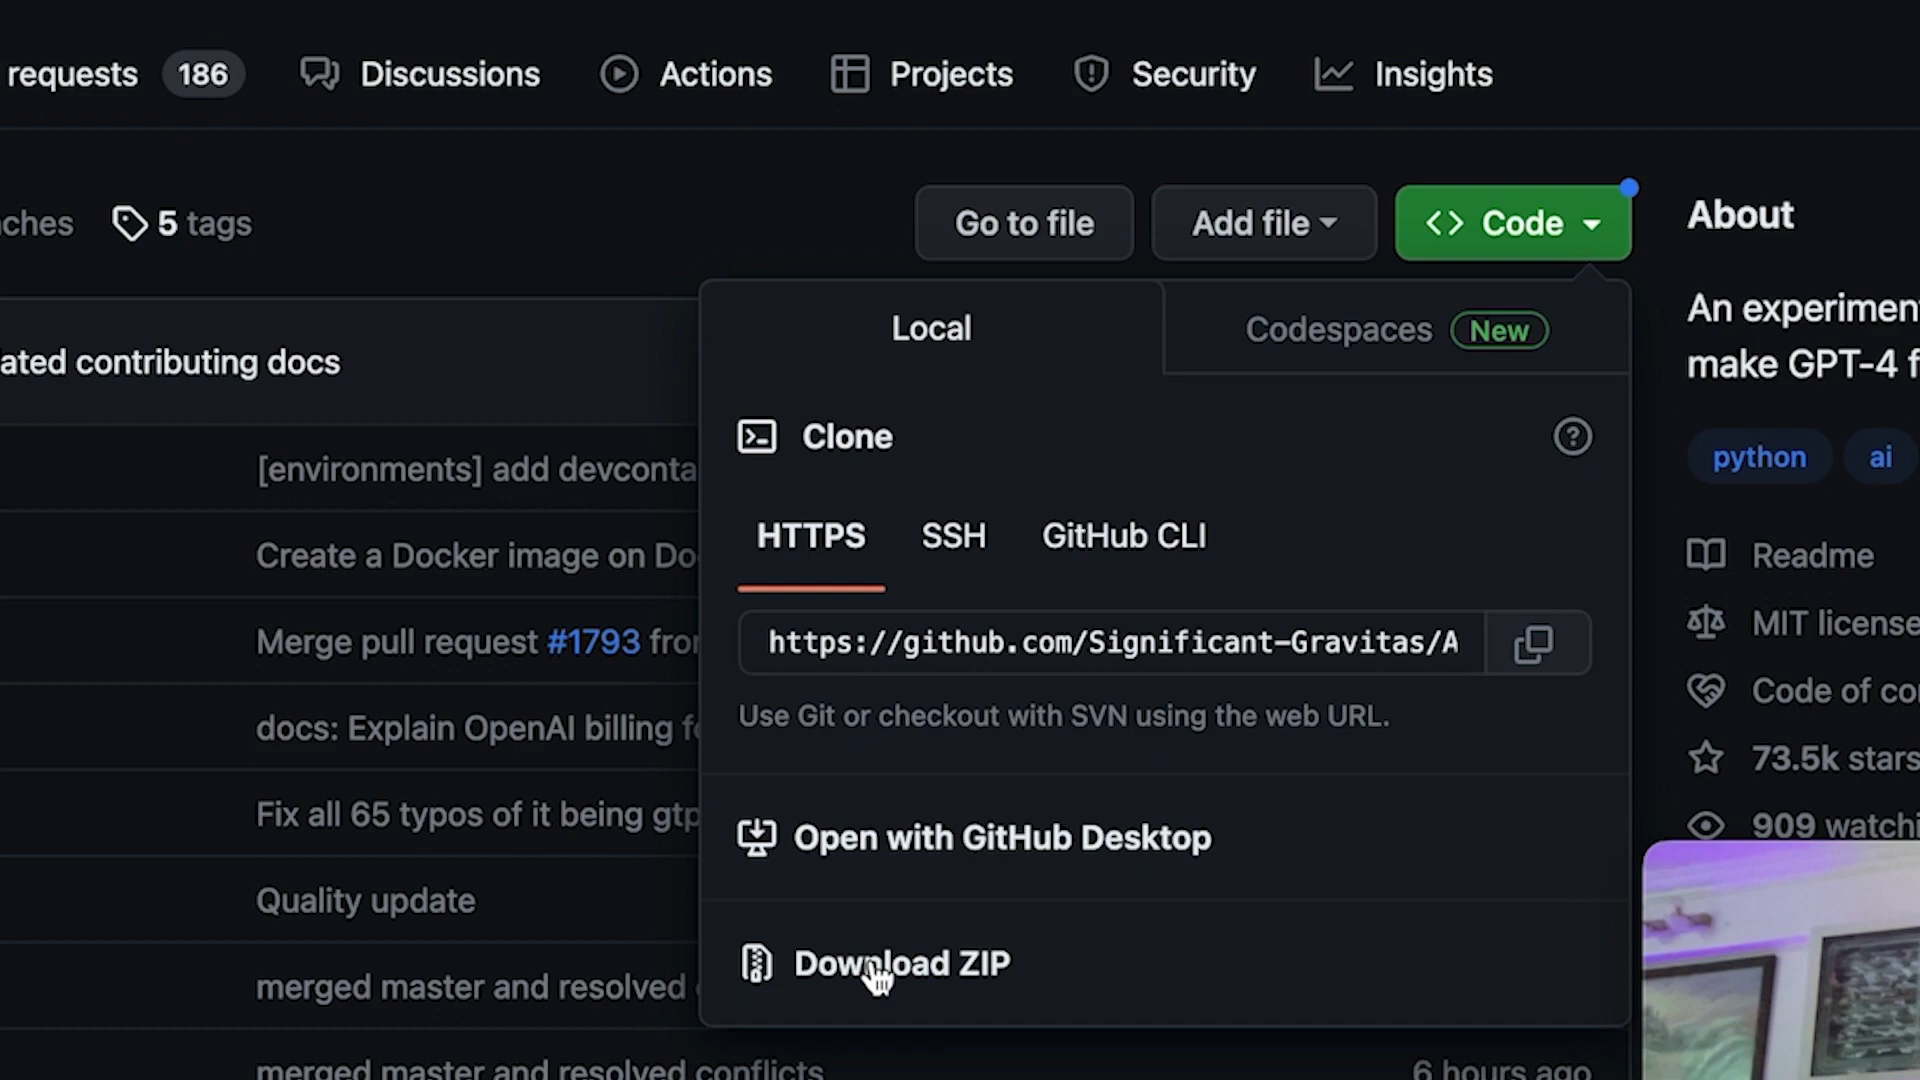 requests 186 Discussions Actions Projects Security Insights
ches 5 tags Go to file Add file Code About
An experiment
make GPT-4 f
Local Codespaces New
ated contributing docs
Clone
[environments] add devconta
python ai
HTTPS SSH GitHub CLI
Create a Docker image on Do
Readme
Merge pull request #1793 from
https://github.com/Significant-Gravitas/A
MIT license
Use Git or checkout with SVN using the web URL.
Code of co
docs: Explain OpenAI billing fe
73.5k stars
Fix all 65 typos of it being gtp
Open with GitHub Desktop
909 watchi
Quality update
Download ZIP
merged master and resolved
merged master and resolved conflicts 6 hours ago